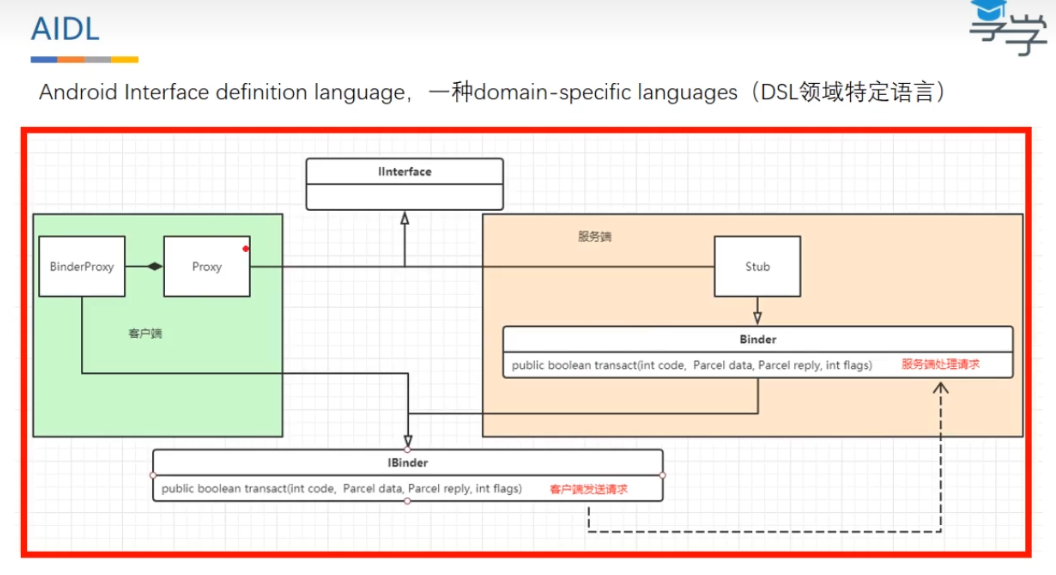 AIDL
享学
Android Interface definition language，一种domain-specific languages（DSL领域特定语言）
IInterface
服务端
BinderProxy
Proxy
Stub
客户端
Binder
public boolean transact(int code, Parcel data, Parcel reply, int flags) 服务端处理请求
IBinder
public boolean transact(int code, Parcel data, Parcel reply, int flags) 客户端发送请求